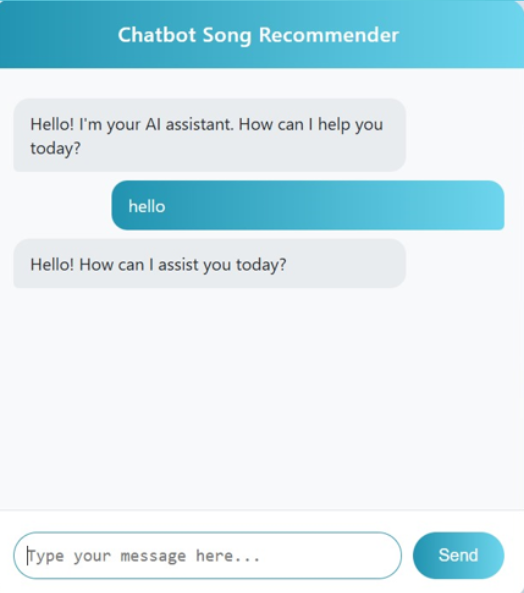 Chatbot Song Recommender
Hello! I'm your AI assistant. How can I help you
today?
hello
Hello! How can I assist you today?
Type your message here...
Send